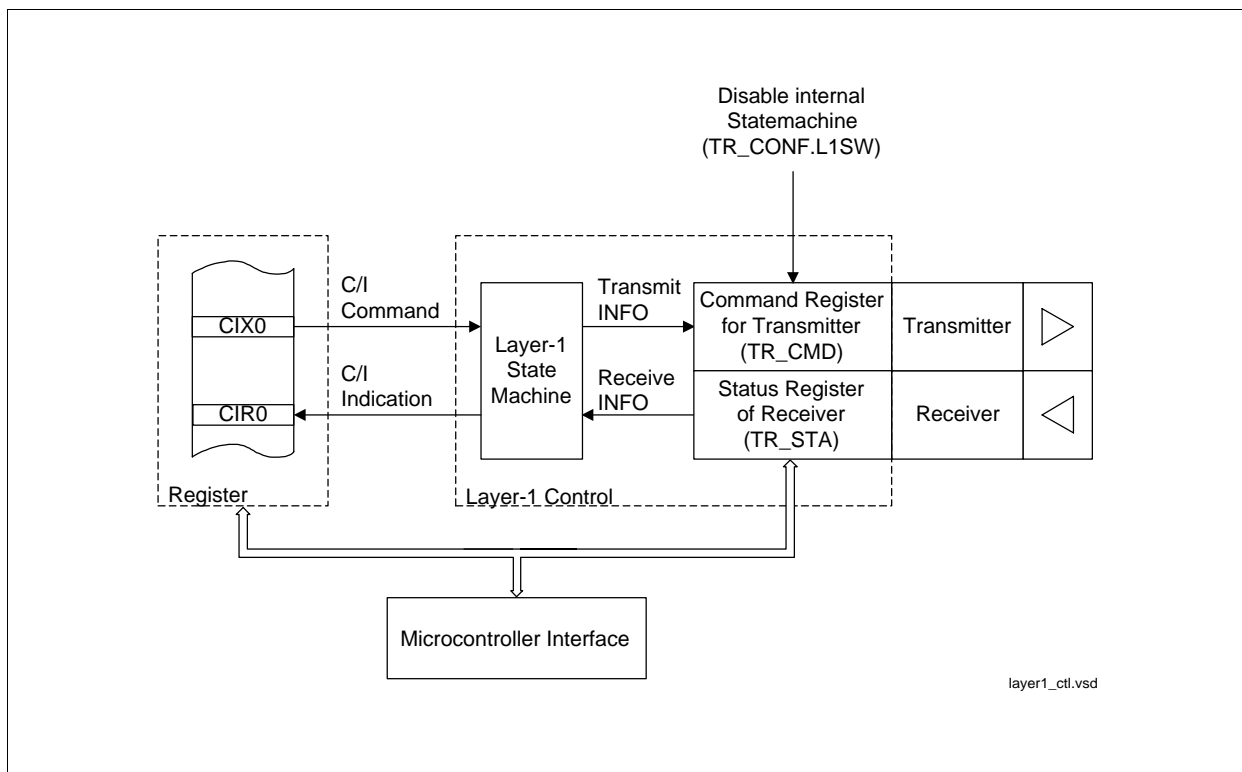 Disable internal
Statemachine
(TR_CONF.L1SW)
C/I
Command
C/I
Indication
CIX0
CIR0
Register
Layer-1
State
Machine
Transmit
INFO
Receive
INFO
Command Register
for Transmitter
(TR_CMD)
Transmitter
Status Register
of Receiver
(TR_STA)
Receiver
Layer-1 Control
Microcontroller Interface
layer1_ctl.vsd